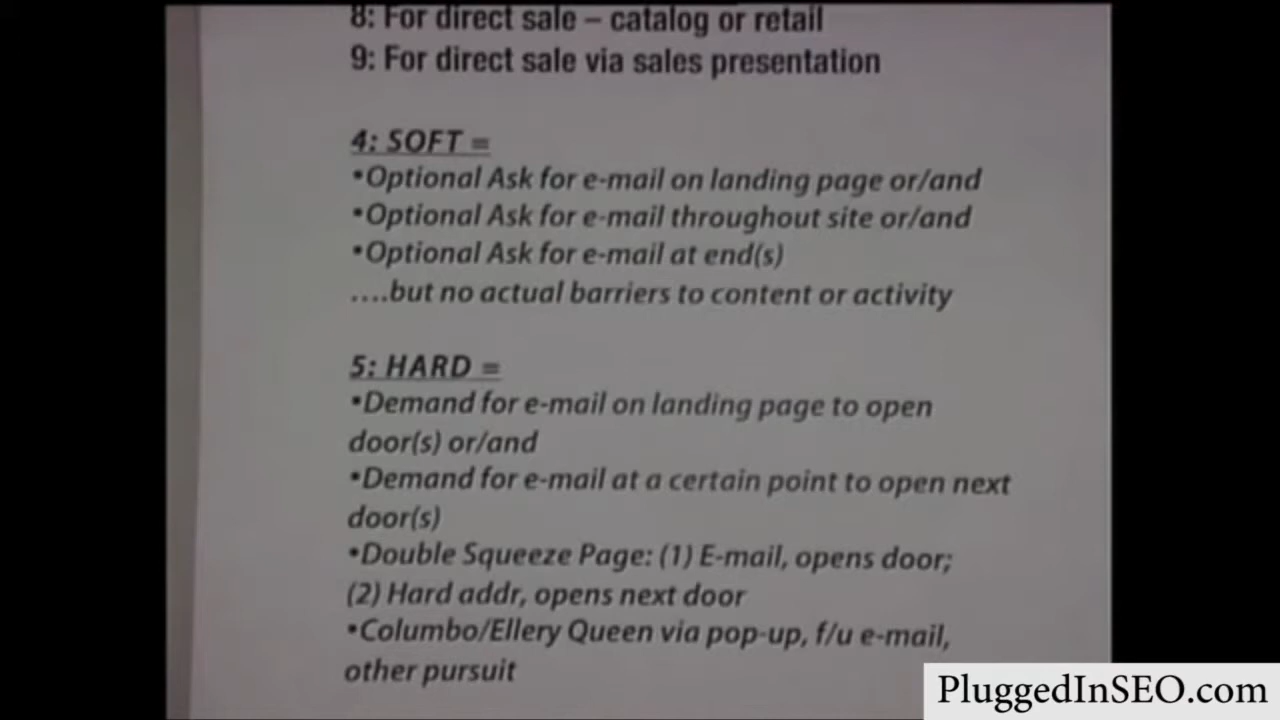 8: For direct sale – catalog or retail
9: For direct sale via sales presentation
4: SOFT =
•Optional Ask for e-mail on landing page or/and
•Optional Ask for e-mail throughout site or/and
•Optional Ask for e-mail at end(s)
....but no actual barriers to content or activity
5: HARD =
•Demand for e-mail on landing page to open
door(s) or/and
•Demand for e-mail at a certain point to open next
door(s)
•Double Squeeze Page: (1) E-mail, opens door;
(2) Hard addr, opens next door
•Columbo/Ellery Queen via pop-up, f/u e-mail,
other pursuit
PluggedInSEO.com